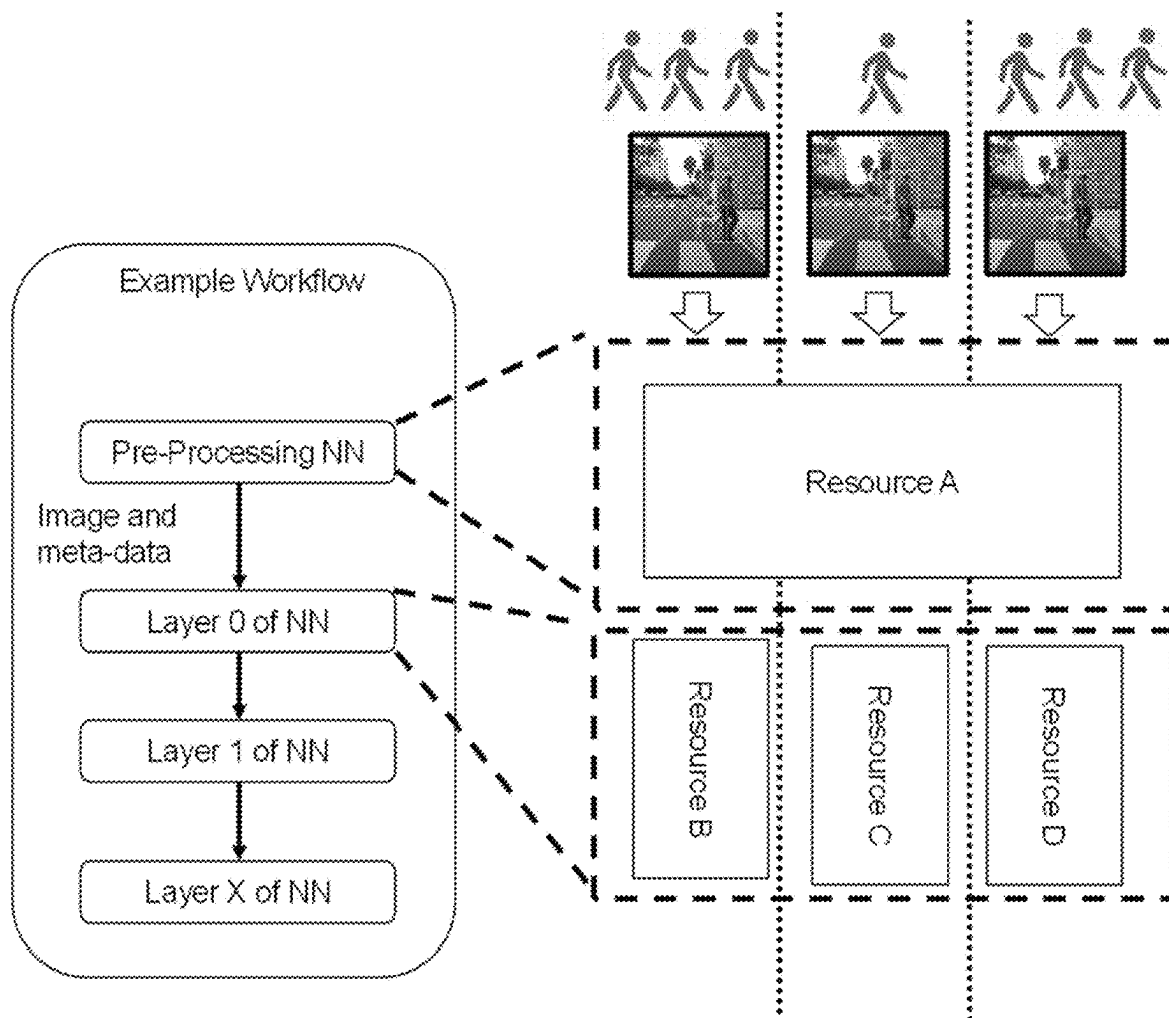 Example Workflow
Pre-Processing NN
Image and
meta-data
Layer 0 of NN
Layer 1 of NN
Layer X of NN
Resource A
Resource B
Resource C
Resource D